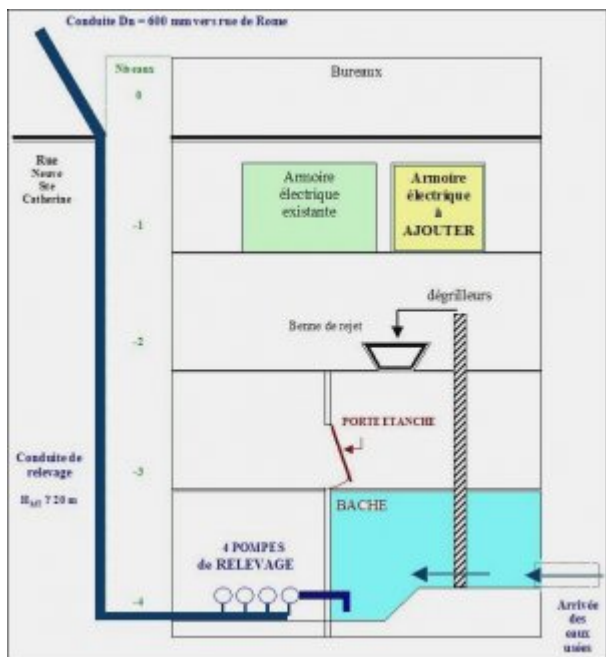 Conduite Dn = 600 mm vers rue de Rome
Niveaux
Bureaux
0
Rue
Neuve
Ste
Catherine
Armoire
électrique
existante
Armoire
électrique
à
AJOUTER
-1
dégrilleurs
Benne de rejet
-2
PORTE ETANCHE
Conduite de
relevage
-3
? 20 m
BACHE
4 POMPES
de RELEVAGE
-4
Arrivée
des
eaux
usées